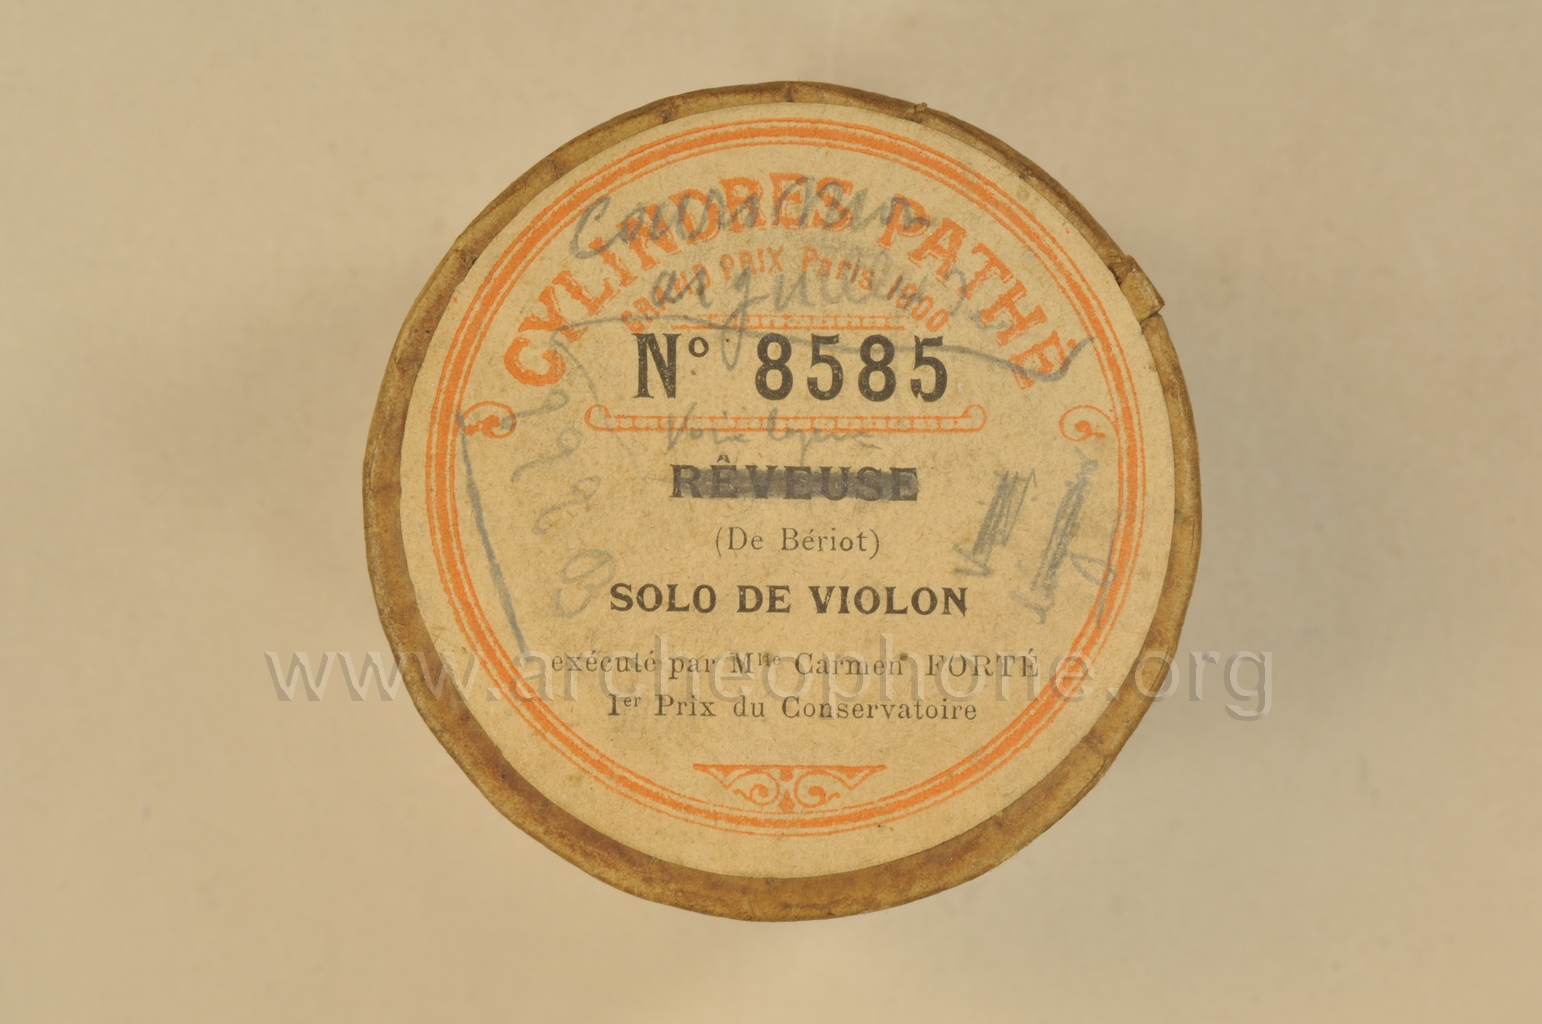 CYLINDRES PATHÉ
GRAND PRIX Paris 1900
Nº 8585
RÊVEUSE
(De Bériot)
SOLO DE VIOLON
exécuté par Mlle Carmen FORTÉ
1er Prix du Conservatoire
www.archeophone.org